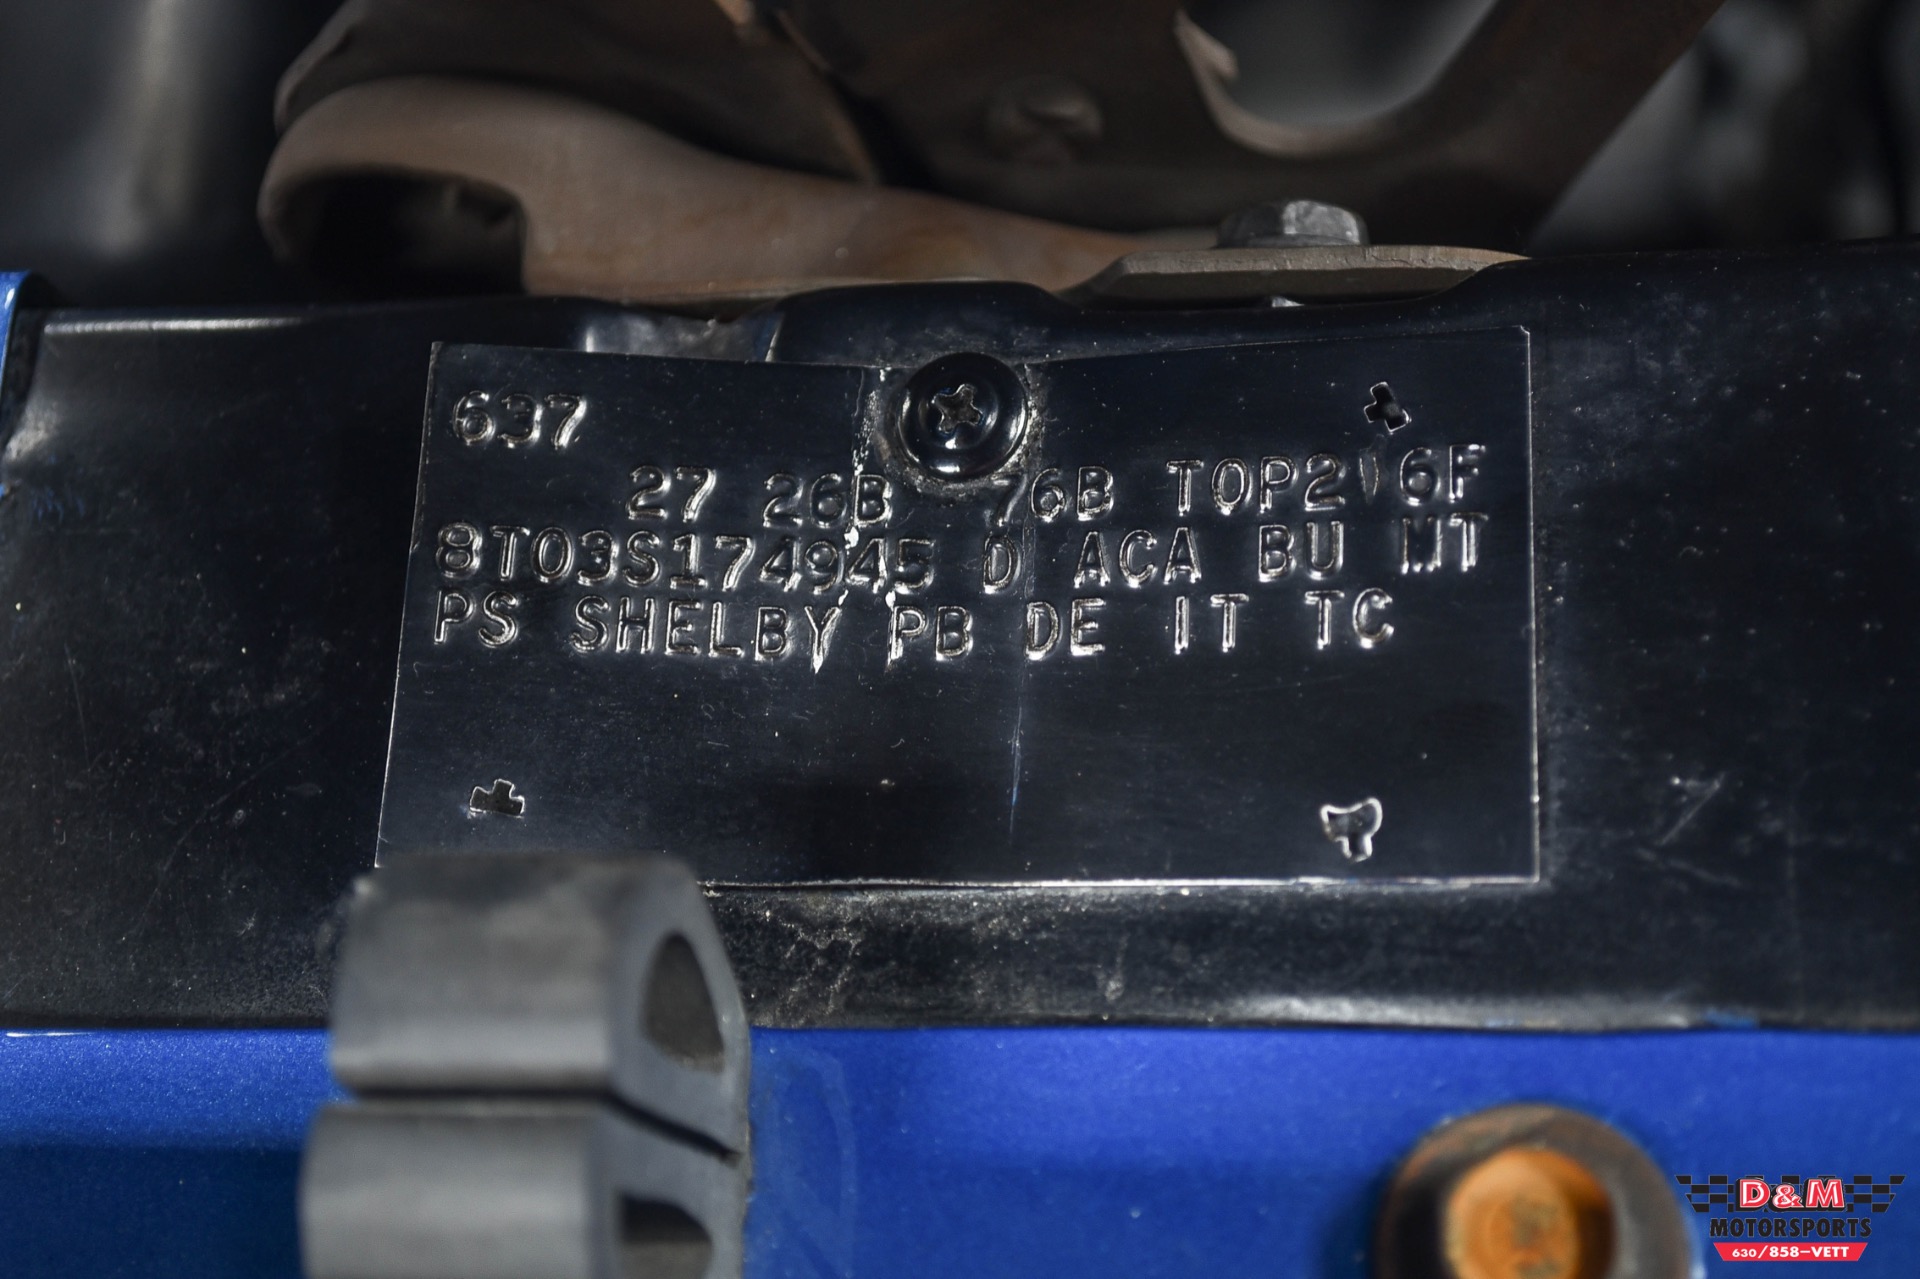 637
27 26B 76B TOP2 6F
8T03S174945 D ACA BU MT
PS SHELBY PB DE IT TC
D&M
MOTORSPORTS
630/858-VETT